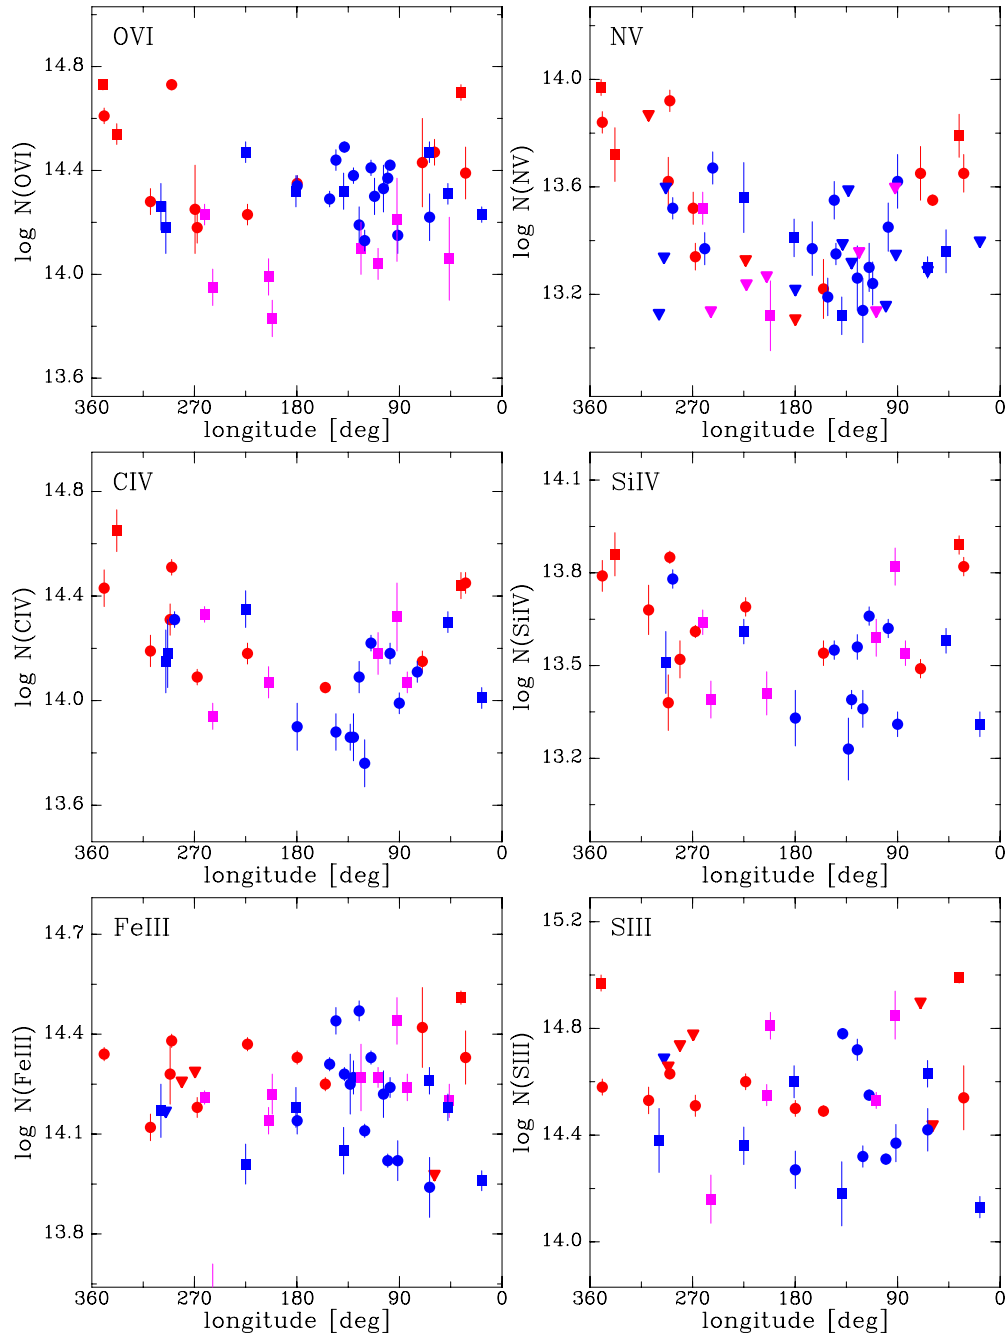 OVI
14.8
14.4
14.0
13.6
log N(OVI)
360 270 180 90 0
longitude [deg]
NV
14.0
13.6
13.2
log N(NV)
360 270 180 90 0
longitude [deg]
CIV
14.8
14.4
14.0
13.6
log N(CIV)
360 270 180 90 0
longitude [deg]
SiIV
14.1
13.8
13.5
13.2
log N(SiIV)
360 270 180 90 0
longitude [deg]
FeIII
14.7
14.4
14.1
13.8
log N(FeIII)
360 270 180 90 0
longitude [deg]
SIII
15.2
14.8
14.4
14.0
log N(SIII)
360 270 180 90 0
longitude [deg]